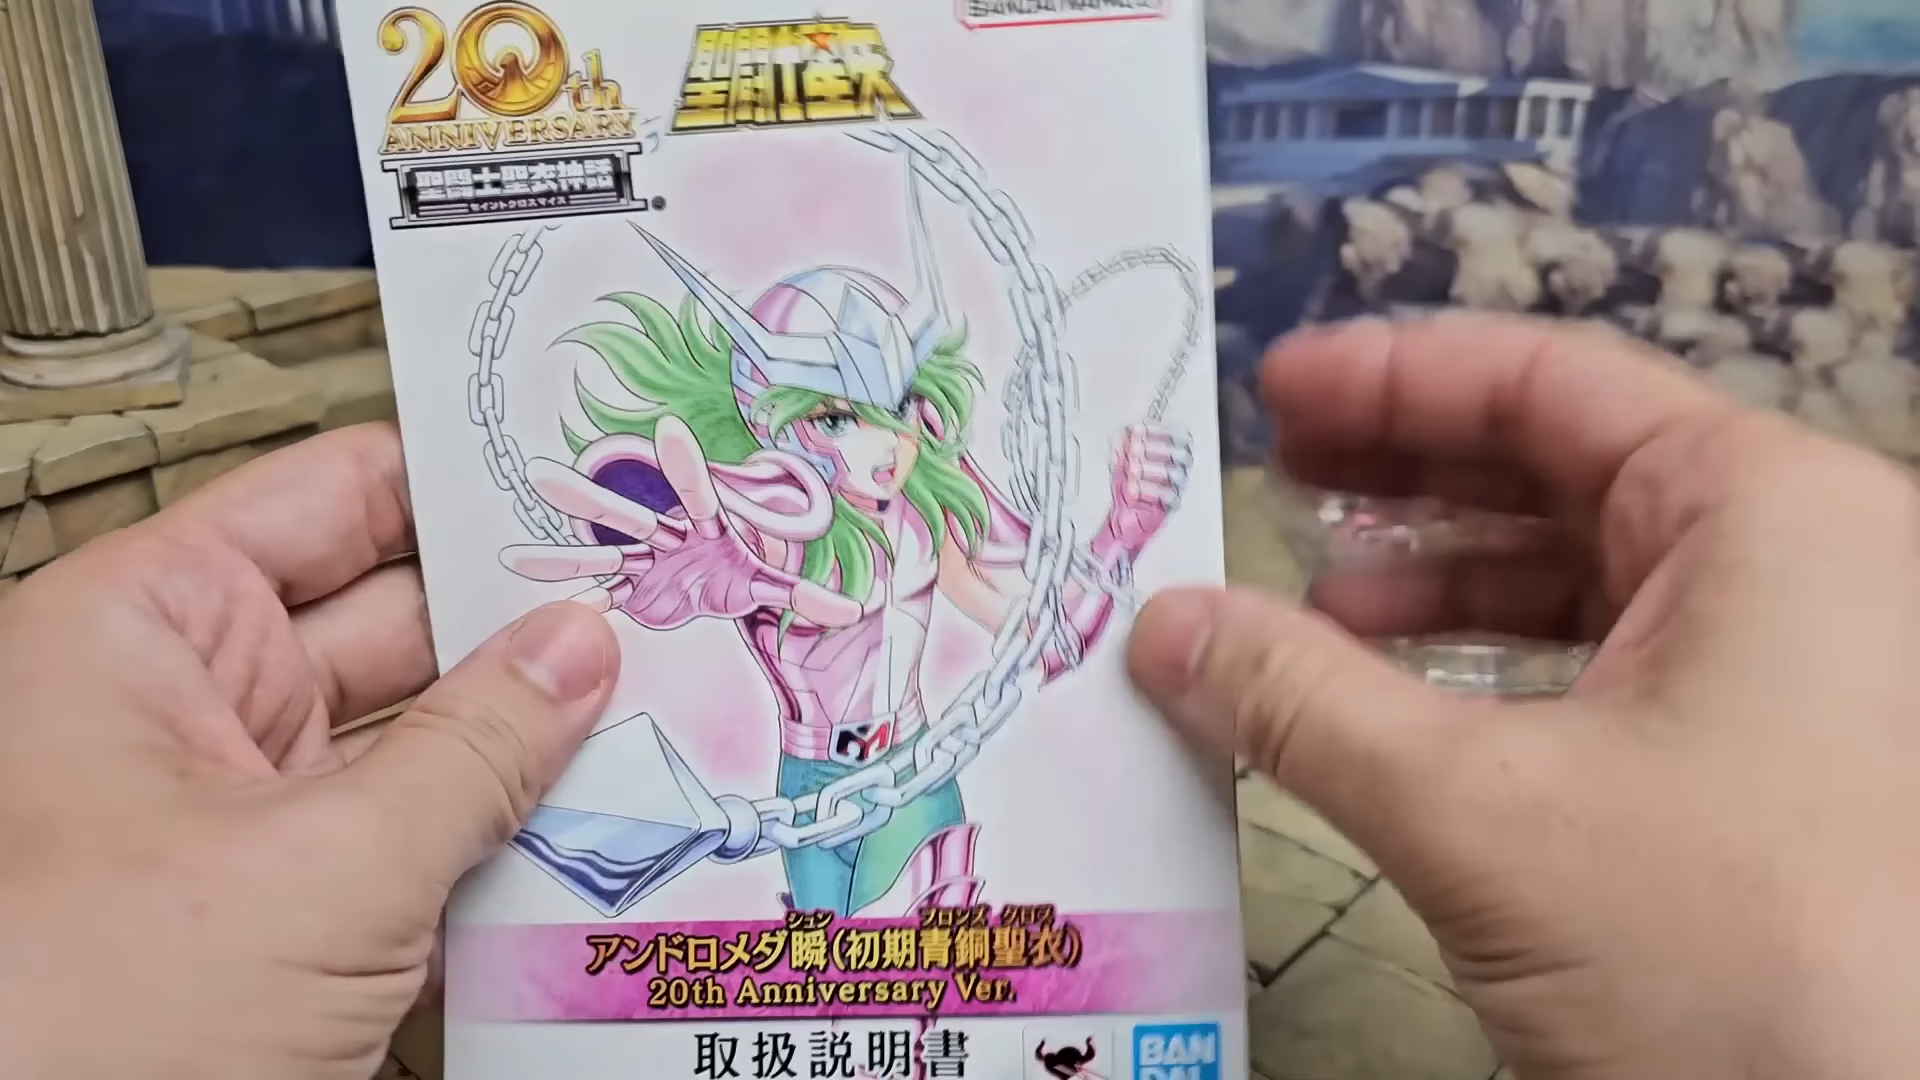 20th
ANNIVERSARY
聖闘士星矢
聖闘士聖衣神話
セイントクロスマイス
シュン ブロンズ クロス
アンドロメダ瞬(初期青銅聖衣)
20th Anniversary Ver.
取扱説明書
BAN
DAI